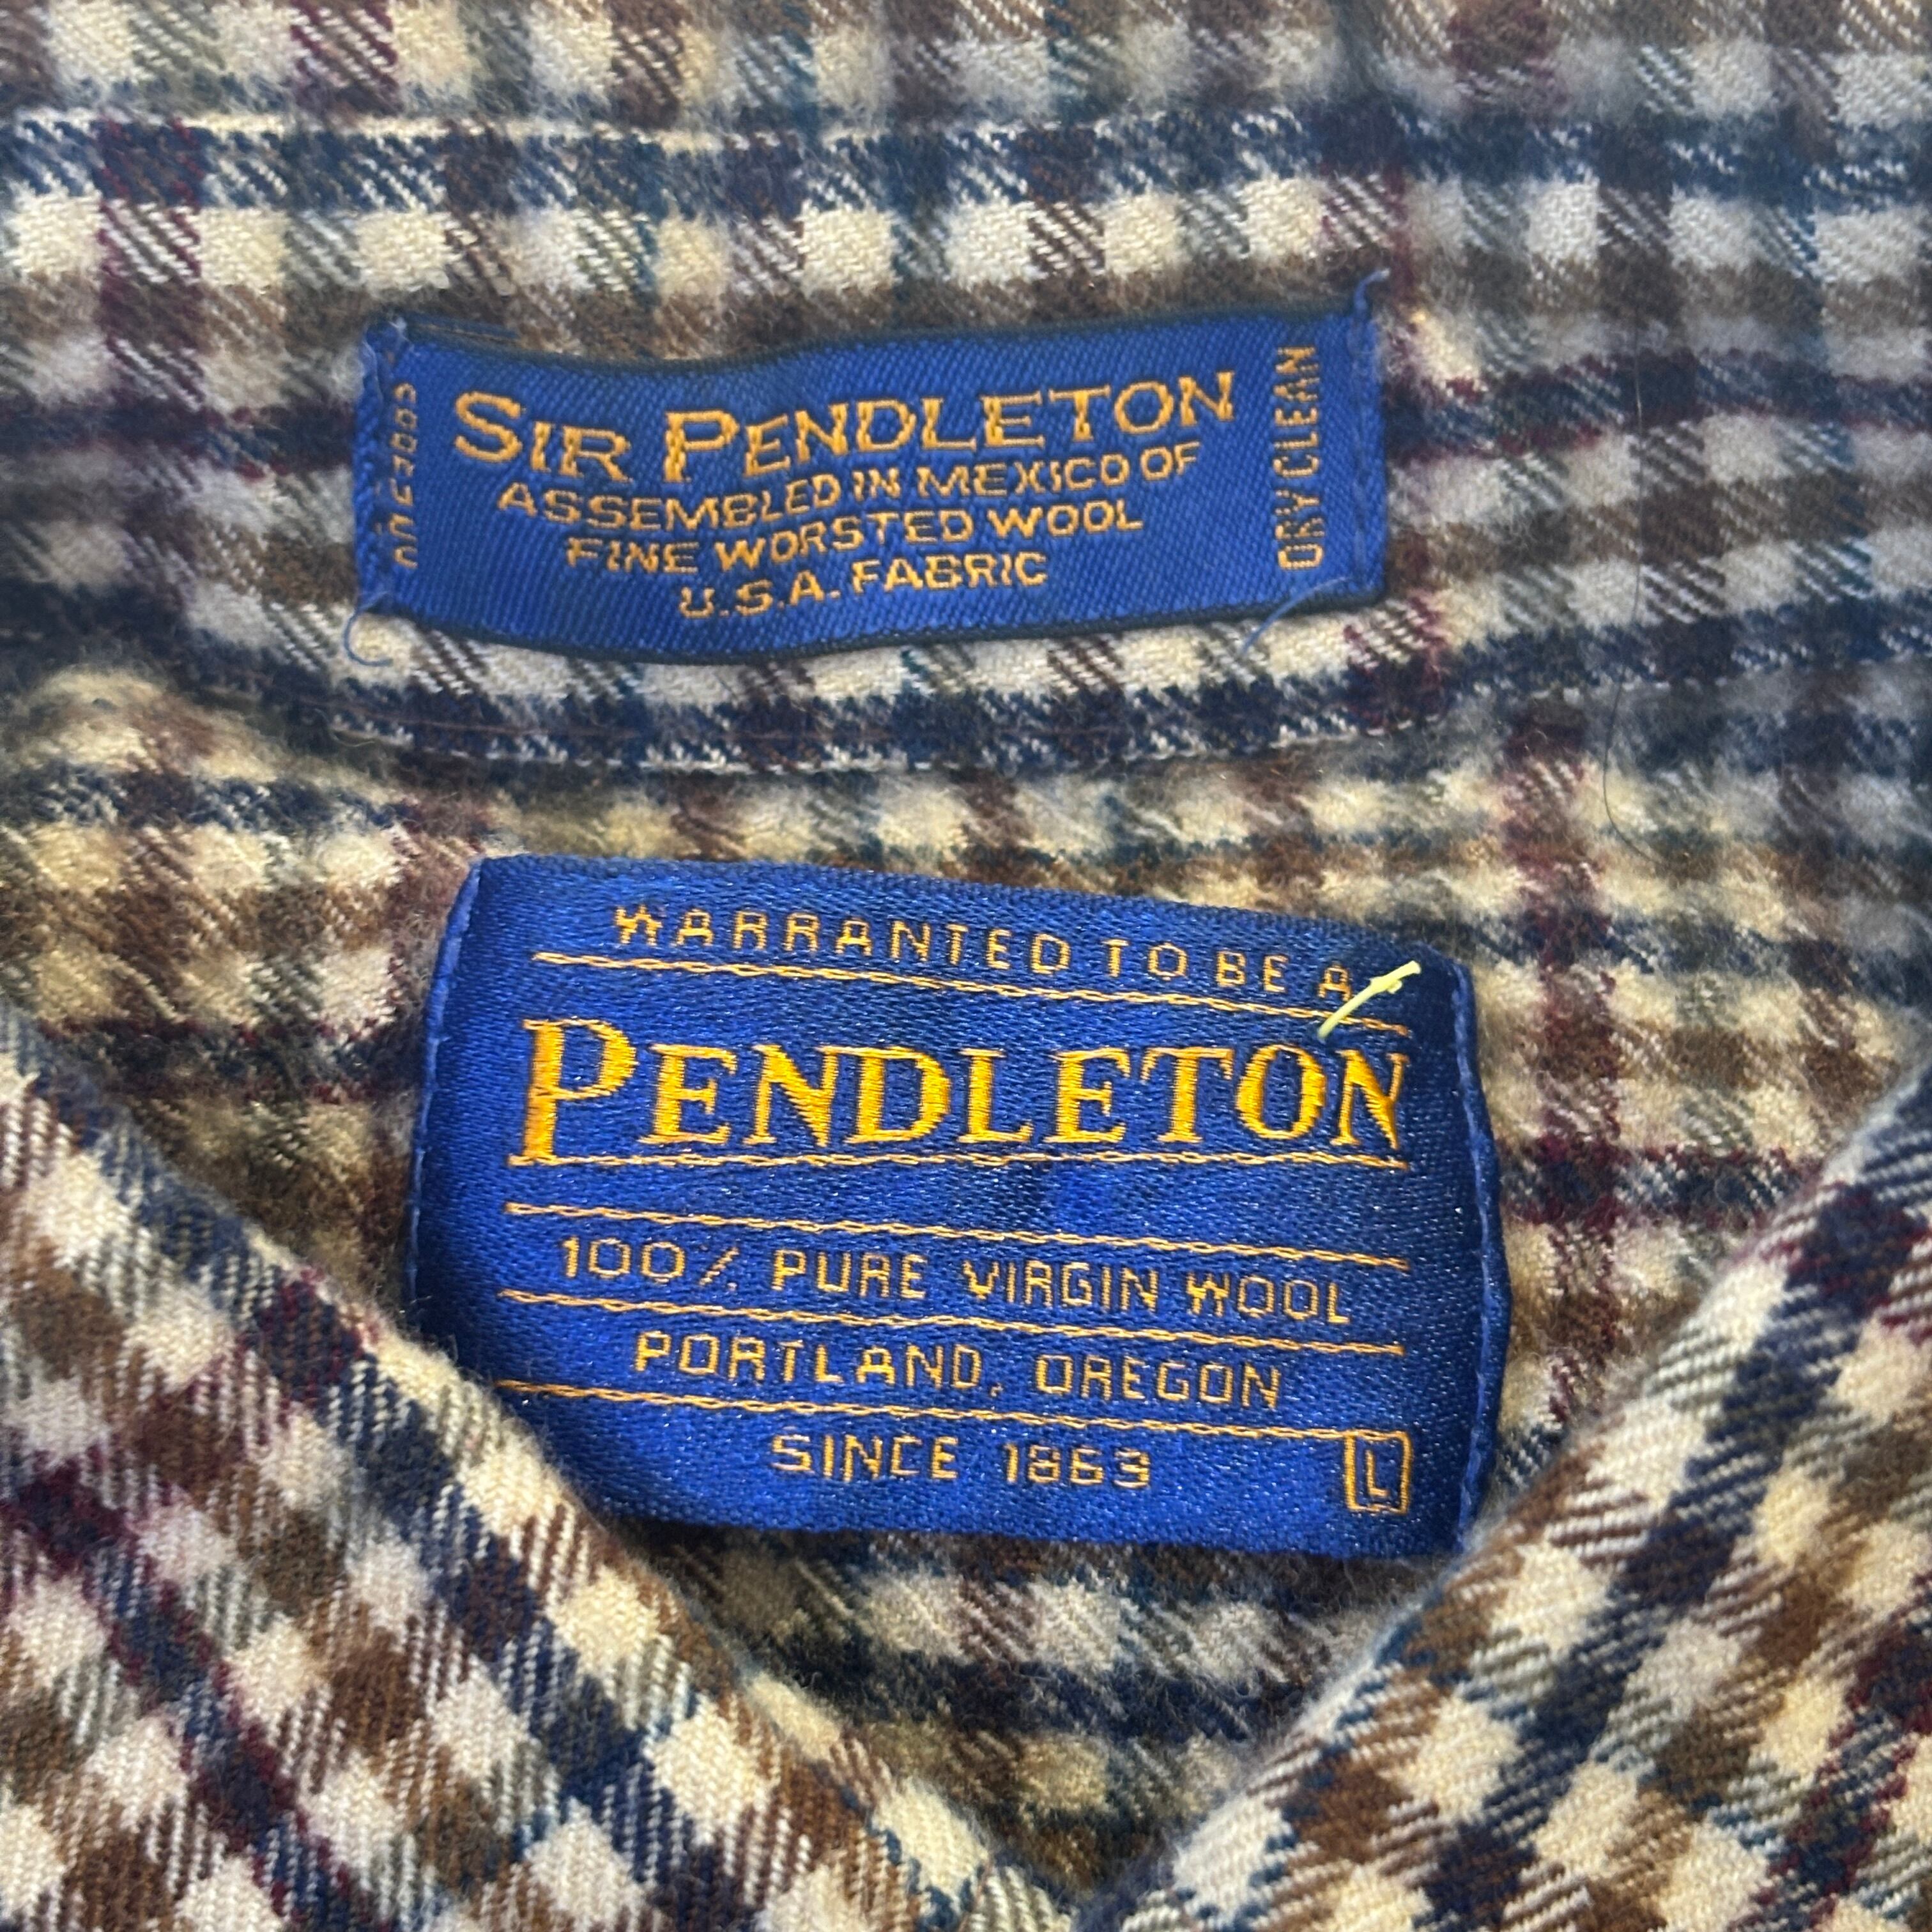 SIR PENDLETON
ASSEMBLED IN MEXICO OF
FINE WORSTED WOOL
U.S.A. FABRIC
DRY CLEAN
WARRANTED TO BE A
PENDLETON
100% PURE VIRGIN WOOL
PORTLAND, OREGON
SINCE 1863
L